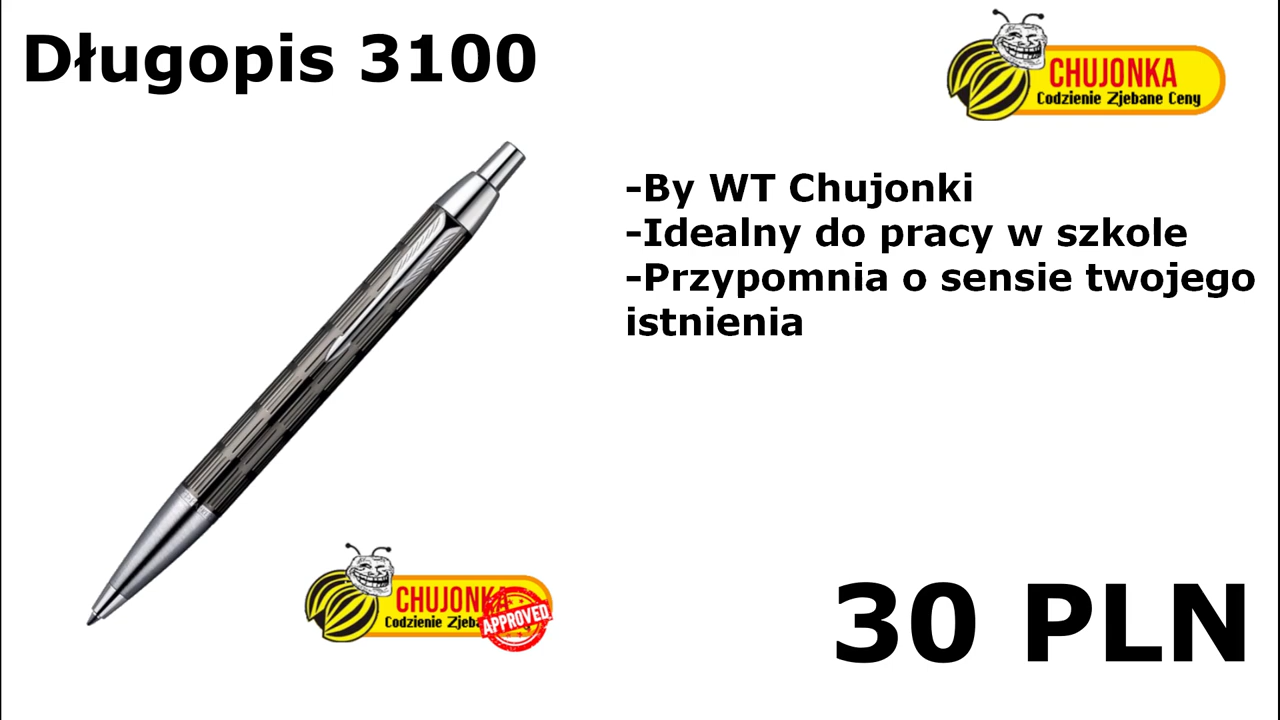 Długopis 3100
CHUJONKA
Codzienie Zjebane Ceny
-By WT Chujonki
-Idealny do pracy w szkole
-Przypomnia o sensie twojego
istnienia
CHUJONKA
Codzienie
APPROVED
30 PLN